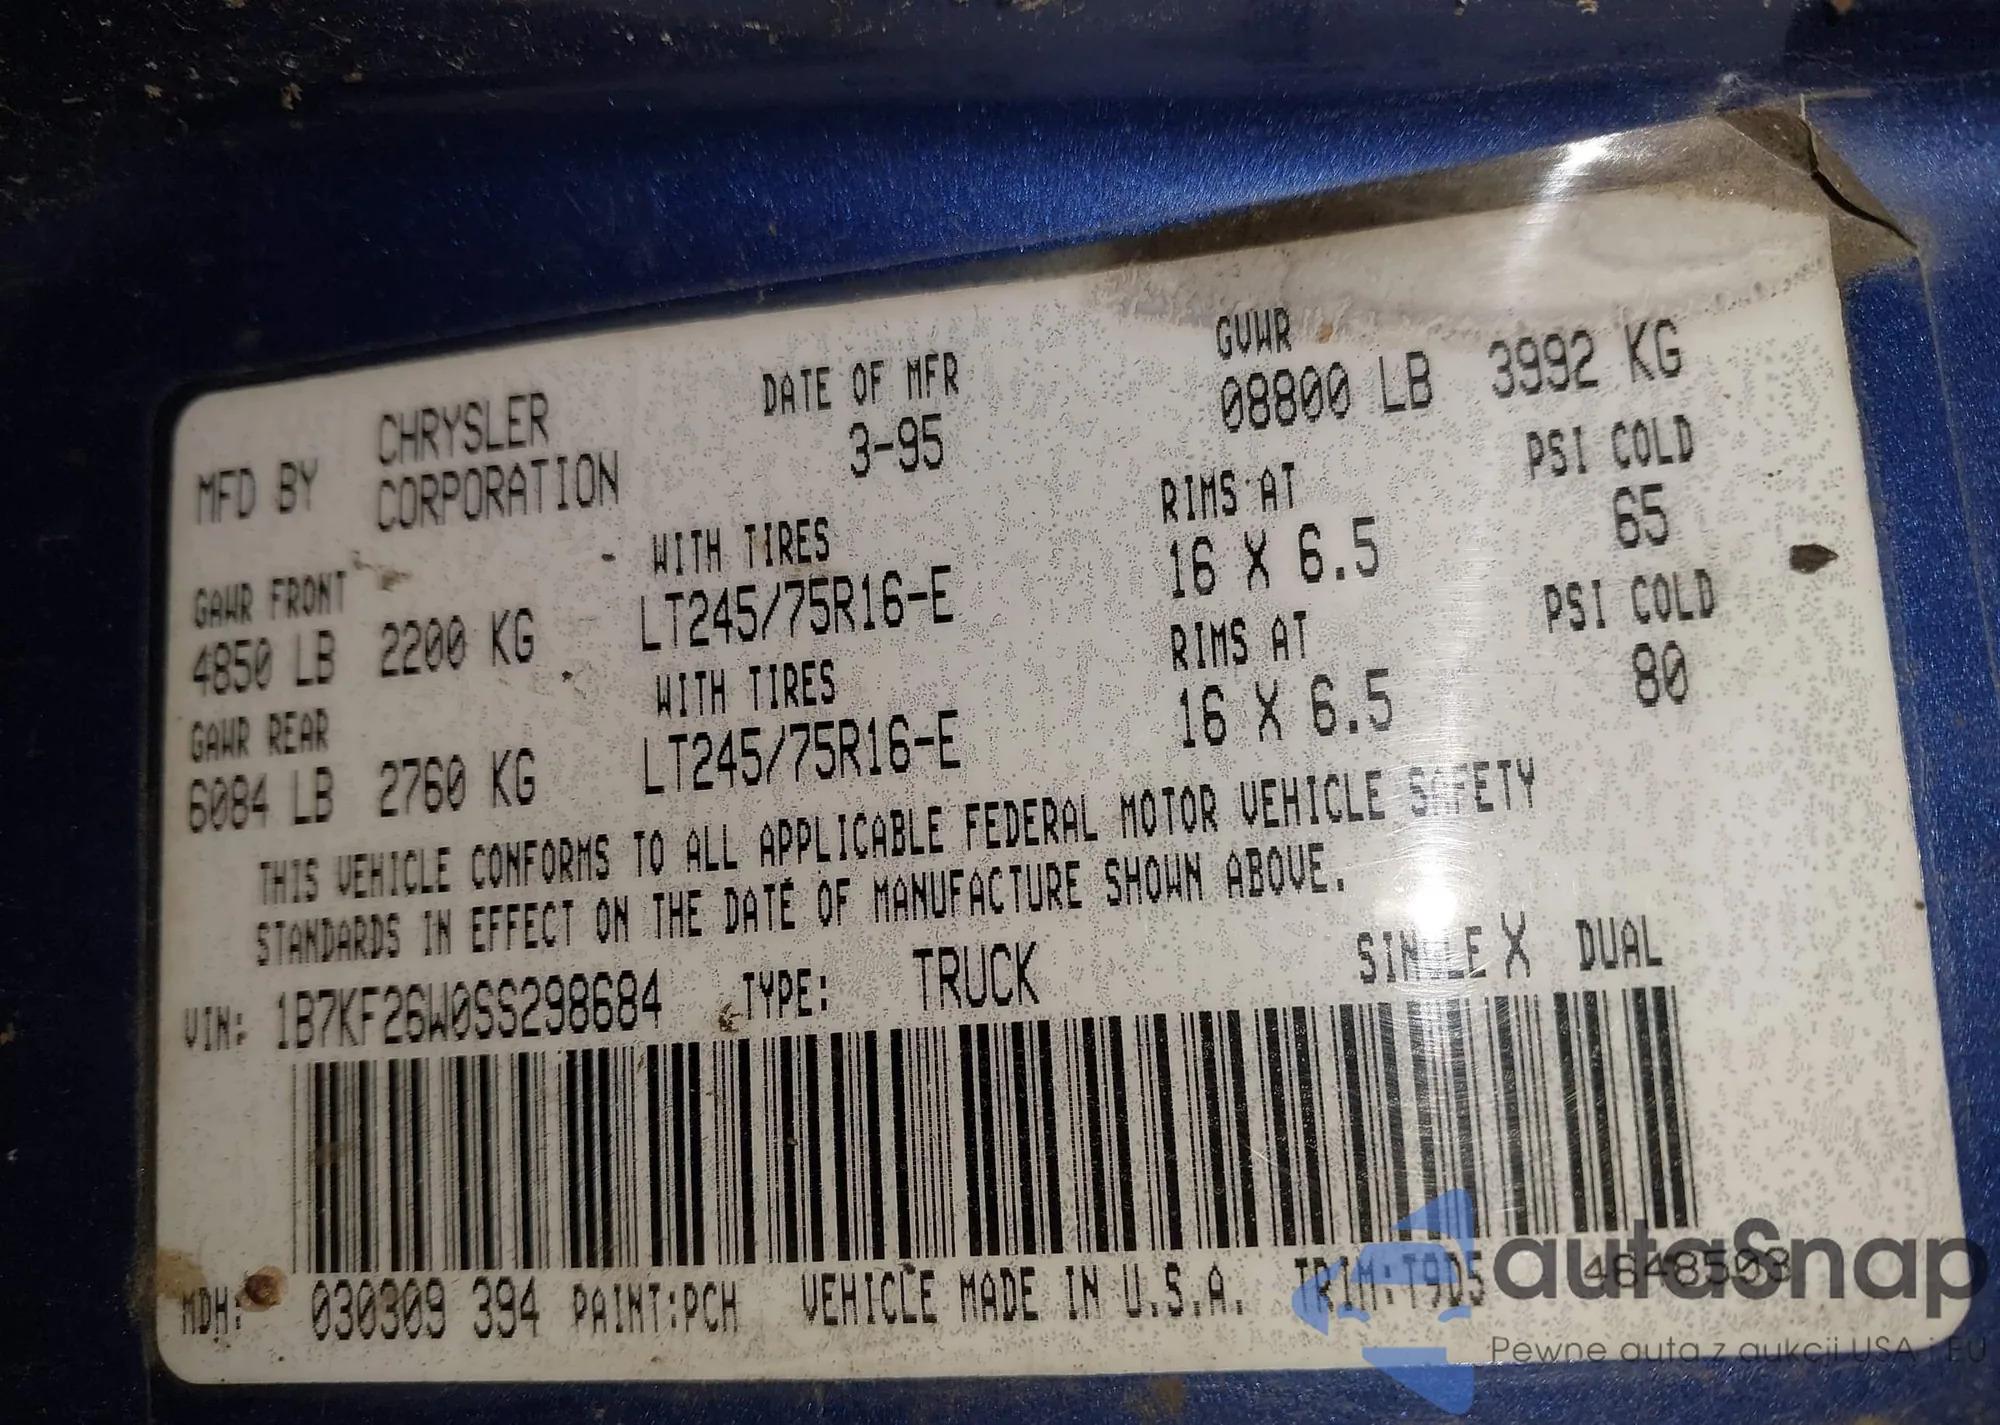 MFD BY CHRYSLER CORPORATION DATE OF MFR 3-95 GVWR 08800 LB 3992 KG
GAWR FRONT WITH TIRES RIMS AT PSI COLD
4850 LB 2200 KG LT245/75R16-E 16 X 6.5 65
GAWR REAR WITH TIRES RIMS AT PSI COLD
6084 LB 2760 KG LT245/75R16-E 16 X 6.5 80
THIS VEHICLE CONFORMS TO ALL APPLICABLE FEDERAL MOTOR VEHICLE SAFETY
STANDARDS IN EFFECT ON THE DATE OF MANUFACTURE SHOWN ABOVE.
VIN: 1B7KF26W0SS298684 TYPE: TRUCK SINGLE X DUAL
MDH: 030309 394 PAINT:PCH VEHICLE MADE IN U.S.A. TRIM:T9D5 4648503
autaSnap
Pewne auta z aukcji USA i EU